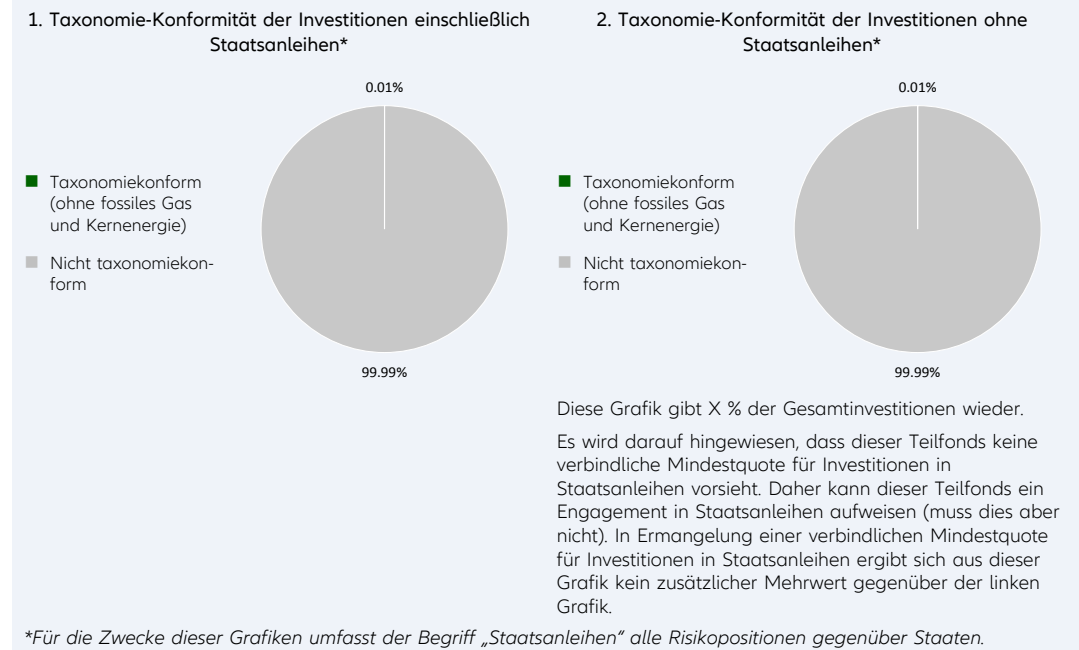 1. Taxonomie-Konformität der Investitionen einschließlich
Staatsanleihen*
0.01%
Taxonomiekonform
(ohne fossiles Gas
und Kernenergie)
Nicht taxonomiekon-
form
99.99%
2. Taxonomie-Konformität der Investitionen ohne
Staatsanleihen*
0.01%
Taxonomiekonform
(ohne fossiles Gas
und Kernenergie)
Nicht taxonomiekon-
form
99.99%
Diese Grafik gibt X % der Gesamtinvestitionen wieder.
Es wird darauf hingewiesen, dass dieser Teilfonds keine
verbindliche Mindestquote für Investitionen in
Staatsanleihen vorsieht. Daher kann dieser Teilfonds ein
Engagement in Staatsanleihen aufweisen (muss dies aber
nicht). In Ermangelung einer verbindlichen Mindestquote
für Investitionen in Staatsanleihen ergibt sich aus dieser
Grafik kein zusätzlicher Mehrwert gegenüber der linken
Grafik.
*Für die Zwecke dieser Grafiken umfasst der Begriff „Staatsanleihen“ alle Risikopositionen gegenüber Staaten.